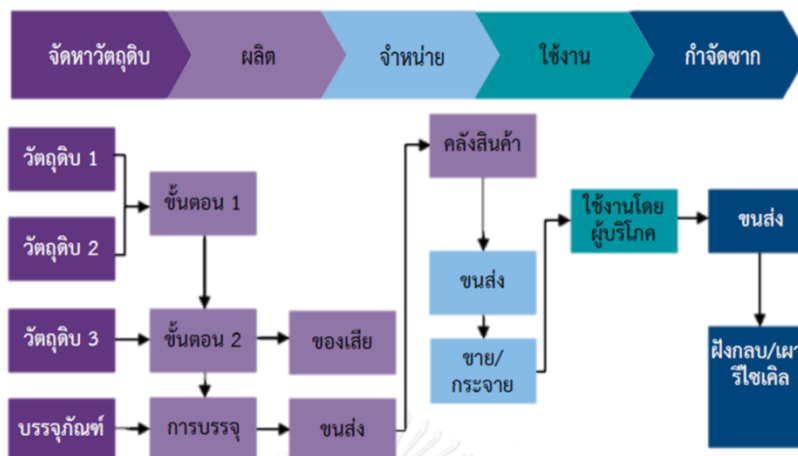 จัดหาวัตถุดิบ
ผลิต
จำหน่าย
ใช้งาน
กำจัดซาก
วัตถุดิบ 1
วัตถุดิบ 2
วัตถุดิบ 3
บรรจุภัณฑ์
ขั้นตอน 1
ขั้นตอน 2
การบรรจุ
ของเสีย
ขนส่ง
คลังสินค้า
ขนส่ง
ขาย/
กระจาย
ใช้งานโดย
ผู้บริโภค
ขนส่ง
ฝังกลบ/เผา
รีไซเคิล